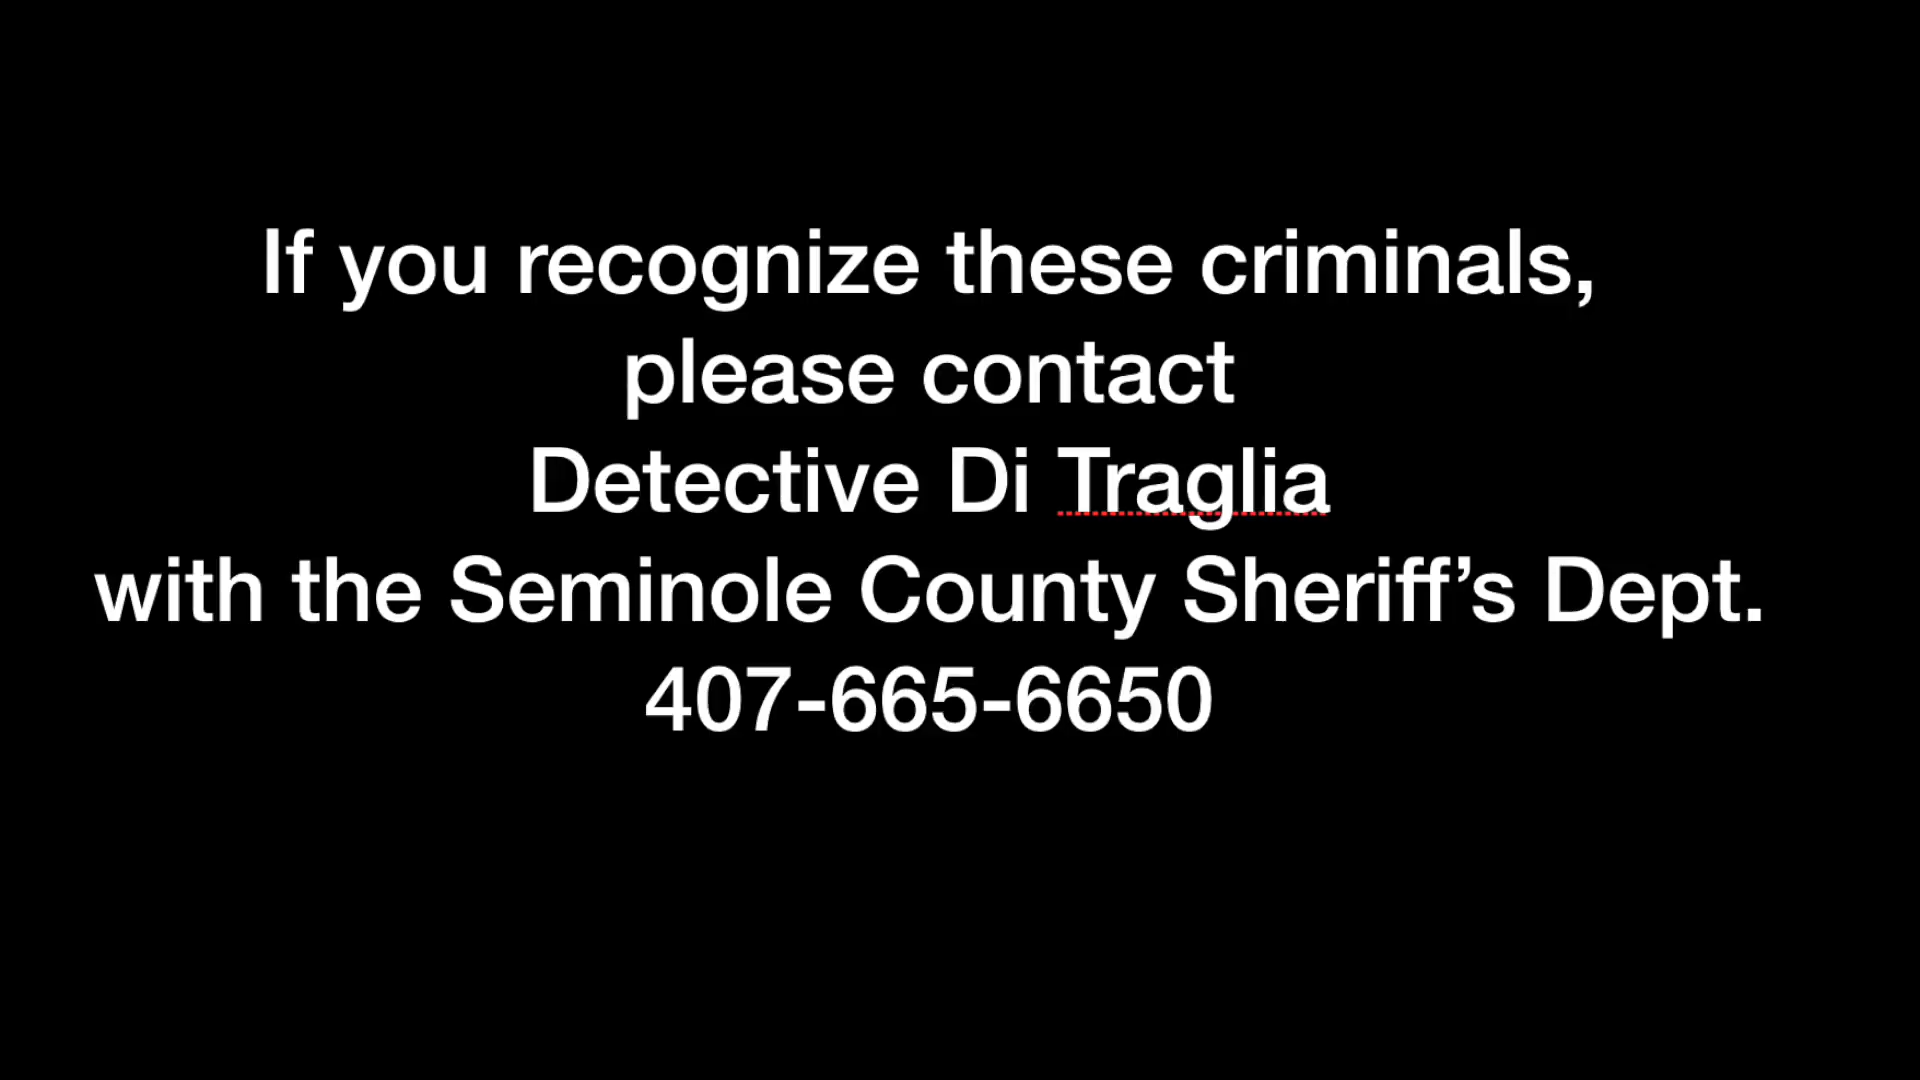 If you recognize these criminals,
please contact
Detective Di Traglia
with the Seminole County Sheriff’s Dept.
407-665-6650